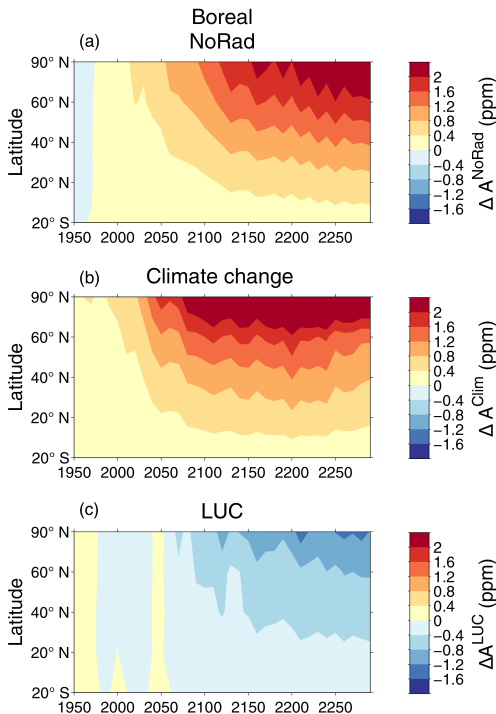 Boreal
NoRad
(a)
90° N
60° N
40° N
20° N
20° S
Latitude
1950 2000 2050 2100 2150 2200 2250
2
1.6
1.2
0.8
0.4
0
−0.4
−0.8
−1.2
−1.6
Δ A^NoRad (ppm)
(b)
Climate change
90° N
60° N
40° N
20° N
20° S
Latitude
1950 2000 2050 2100 2150 2200 2250
2
1.6
1.2
0.8
0.4
0
−0.4
−0.8
−1.2
−1.6
Δ A^Clim (ppm)
(c)
LUC
90° N
60° N
40° N
20° N
20° S
Latitude
1950 2000 2050 2100 2150 2200 2250
2
1.6
1.2
0.8
0.4
0
−0.4
−0.8
−1.2
−1.6
ΔA^LUC (ppm)